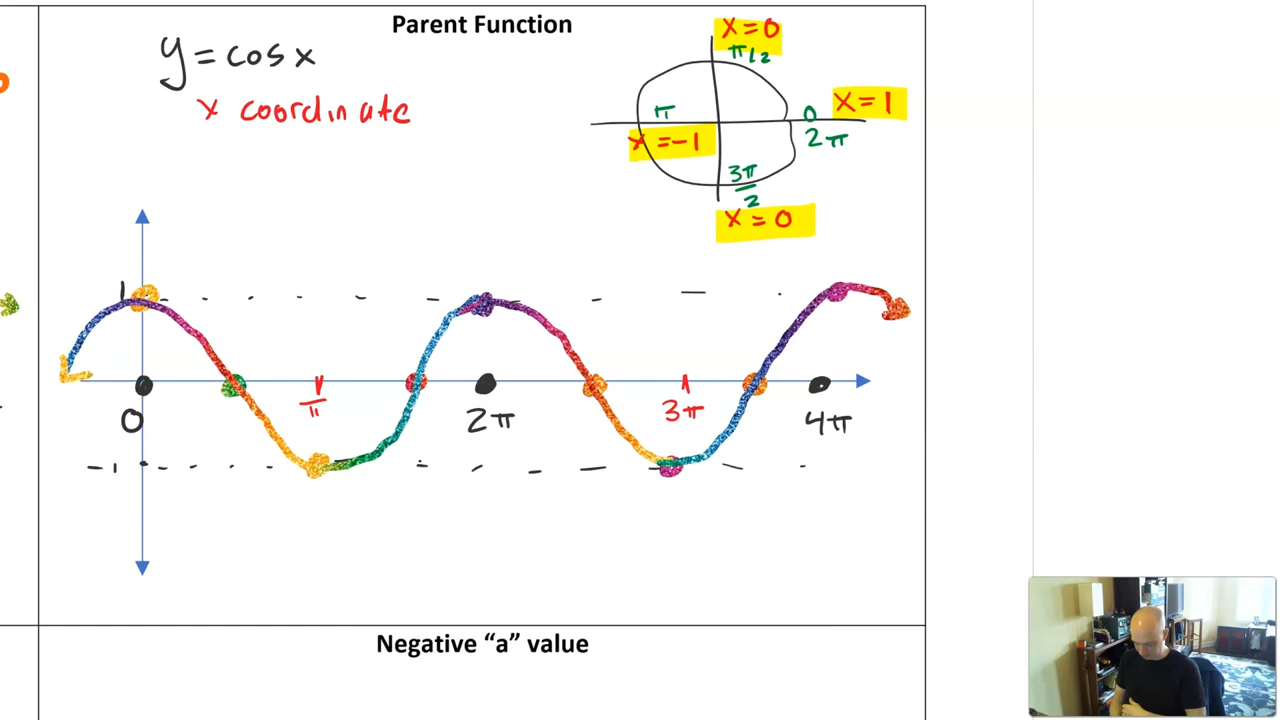 Parent Function
y = cos x
x coordinate
x = 0
π/2
π
0
x = 1
x = -1
2π
3π/2
x = 0
1
0
π
2π
3π
4π
-1
Negative “a” value